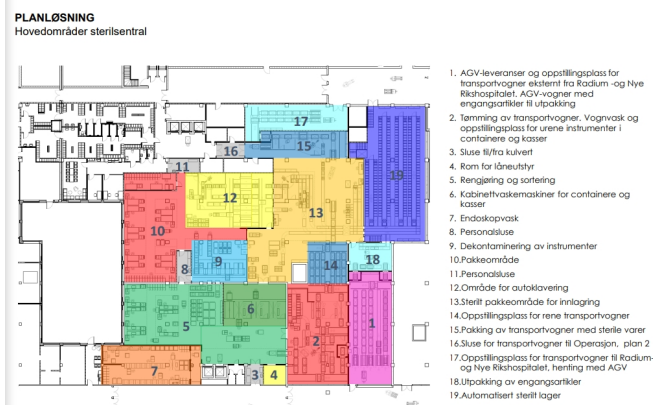 PLANLØSNING
Hovedområder sterilsentral
17
16
15
11
19
12
13
10
9
8
14
18
6
5
1
2
7
3
4
1. AGV-leveranser og oppstillingsplass for
transportvogner eksternt fra Radium -og Nye
Rikshospitalet. AGV-vogner med
engangsartikler til utpakking
2. Tømming av transportvogner. Vognvask og
oppstillingsplass for urene instrumenter i
containere og kasser
3. Sluse til/fra kulvert
4. Rom for låneutstyr
5. Rengjøring og sortering
6. Kabinettvaskemaskiner for containere og
kasser
7. Endoskopvask
8. Personalsluse
9. Dekontaminering av instrumenter
10.Pakkeområde
11.Personalsluse
12.Område for autoklavering
13.Sterilt pakkeområde for innlagring
14.Oppstillingsplass for rene transportvogner
15.Pakking av transportvogner med sterile varer
16.Sluse for transportvogner til Operasjon, plan 2
17.Oppstillingsplass for transportvogner til Radium-
og Nye Rikshospitalet, henting med AGV
18.Utpakking av engangsartikler
19.Automatisert sterilt lager